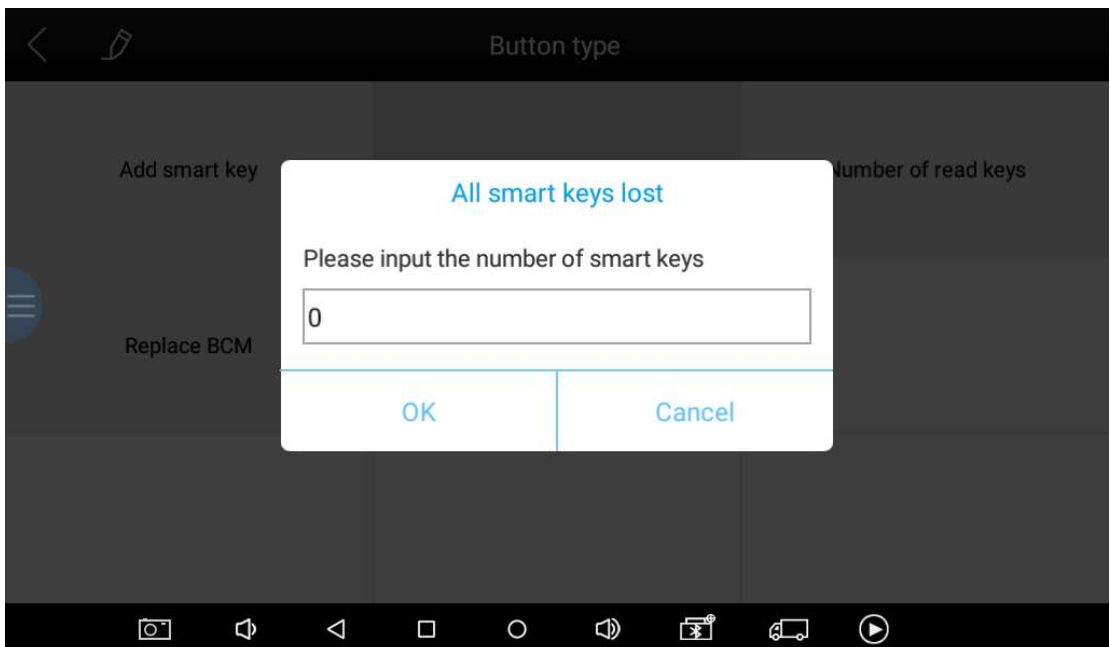 Button type
Add smart key
Number of read keys
All smart keys lost
Please input the number of smart keys
0
Replace BCM
OK
Cancel